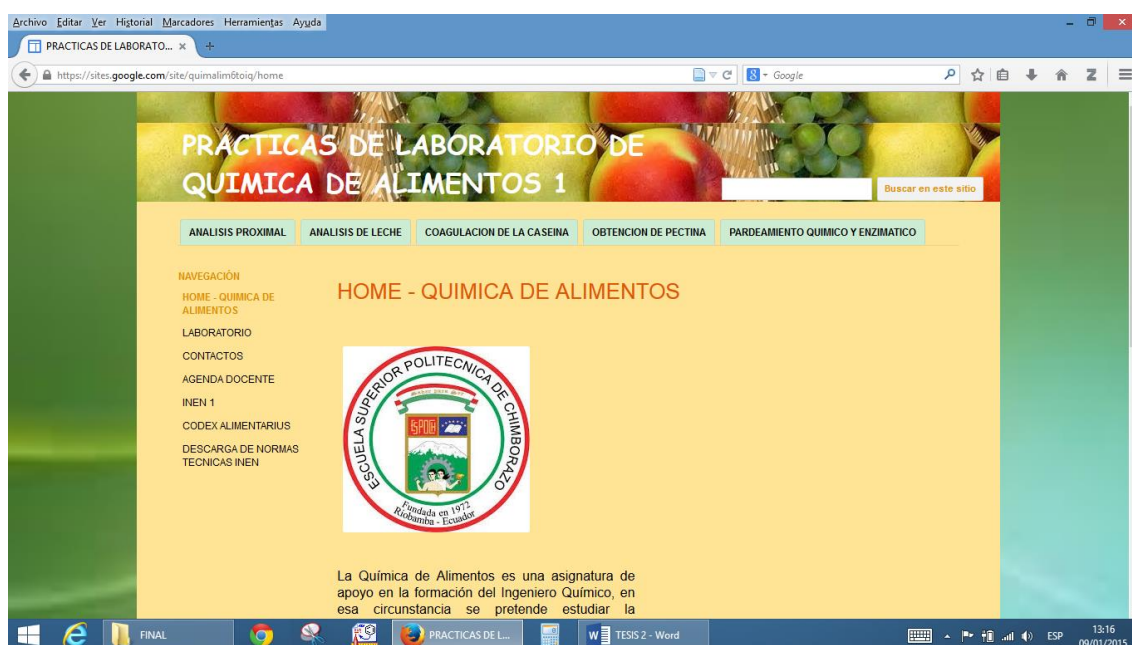 Archivo Editar Ver Historial Marcadores Herramientas Ayuda
PRACTICAS DE LABORATO...
https://sites.google.com/site/quimalim6toiq/home
Google
PRACTICAS DE LABORATORIO DE
QUIMICA DE ALIMENTOS 1
Buscar en este sitio
ANALISIS PROXIMAL ANALISIS DE LECHE COAGULACION DE LA CASEINA OBTENCION DE PECTINA PARDEAMIENTO QUIMICO Y ENZIMATICO
NAVEGACIÓN
HOME - QUIMICA DE
ALIMENTOS
LABORATORIO
CONTACTOS
AGENDA DOCENTE
INEN 1
CODEX ALIMENTARIUS
DESCARGA DE NORMAS
TECNICAS INEN
HOME - QUIMICA DE ALIMENTOS
ESCUELA SUPERIOR POLITECNICA DE CHIMBORAZO
ESPOCH
Fundada en 1972
Riobamba - Ecuador
La Química de Alimentos es una asignatura de
apoyo en la formación del Ingeniero Químico, en
esa circunstancia se pretende estudiar la
FINAL
PRACTICAS DE L...
TESIS 2 - Word
ESP
13:16
09/01/2015